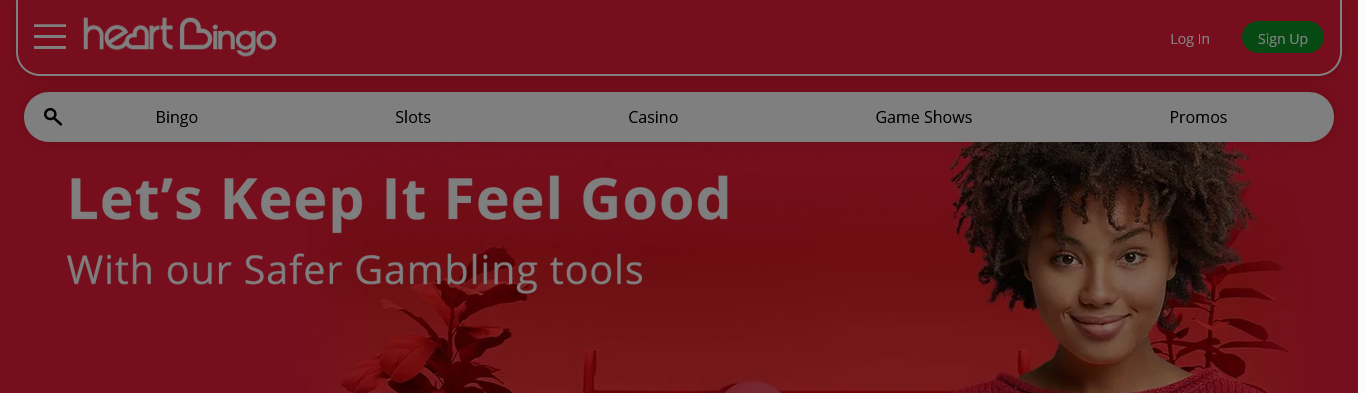 heart Bingo
Log In
Sign Up
Bingo
Slots
Casino
Game Shows
Promos
Let's Keep It Feel Good
With our Safer Gambling tools